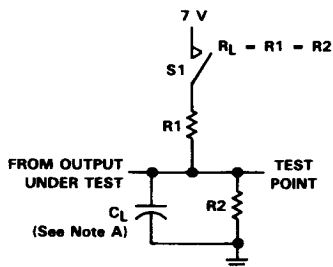 7 V
R_L = R1 = R2
S1
R1
FROM OUTPUT
UNDER TEST
TEST
POINT
C_L
(See Note A)
R2